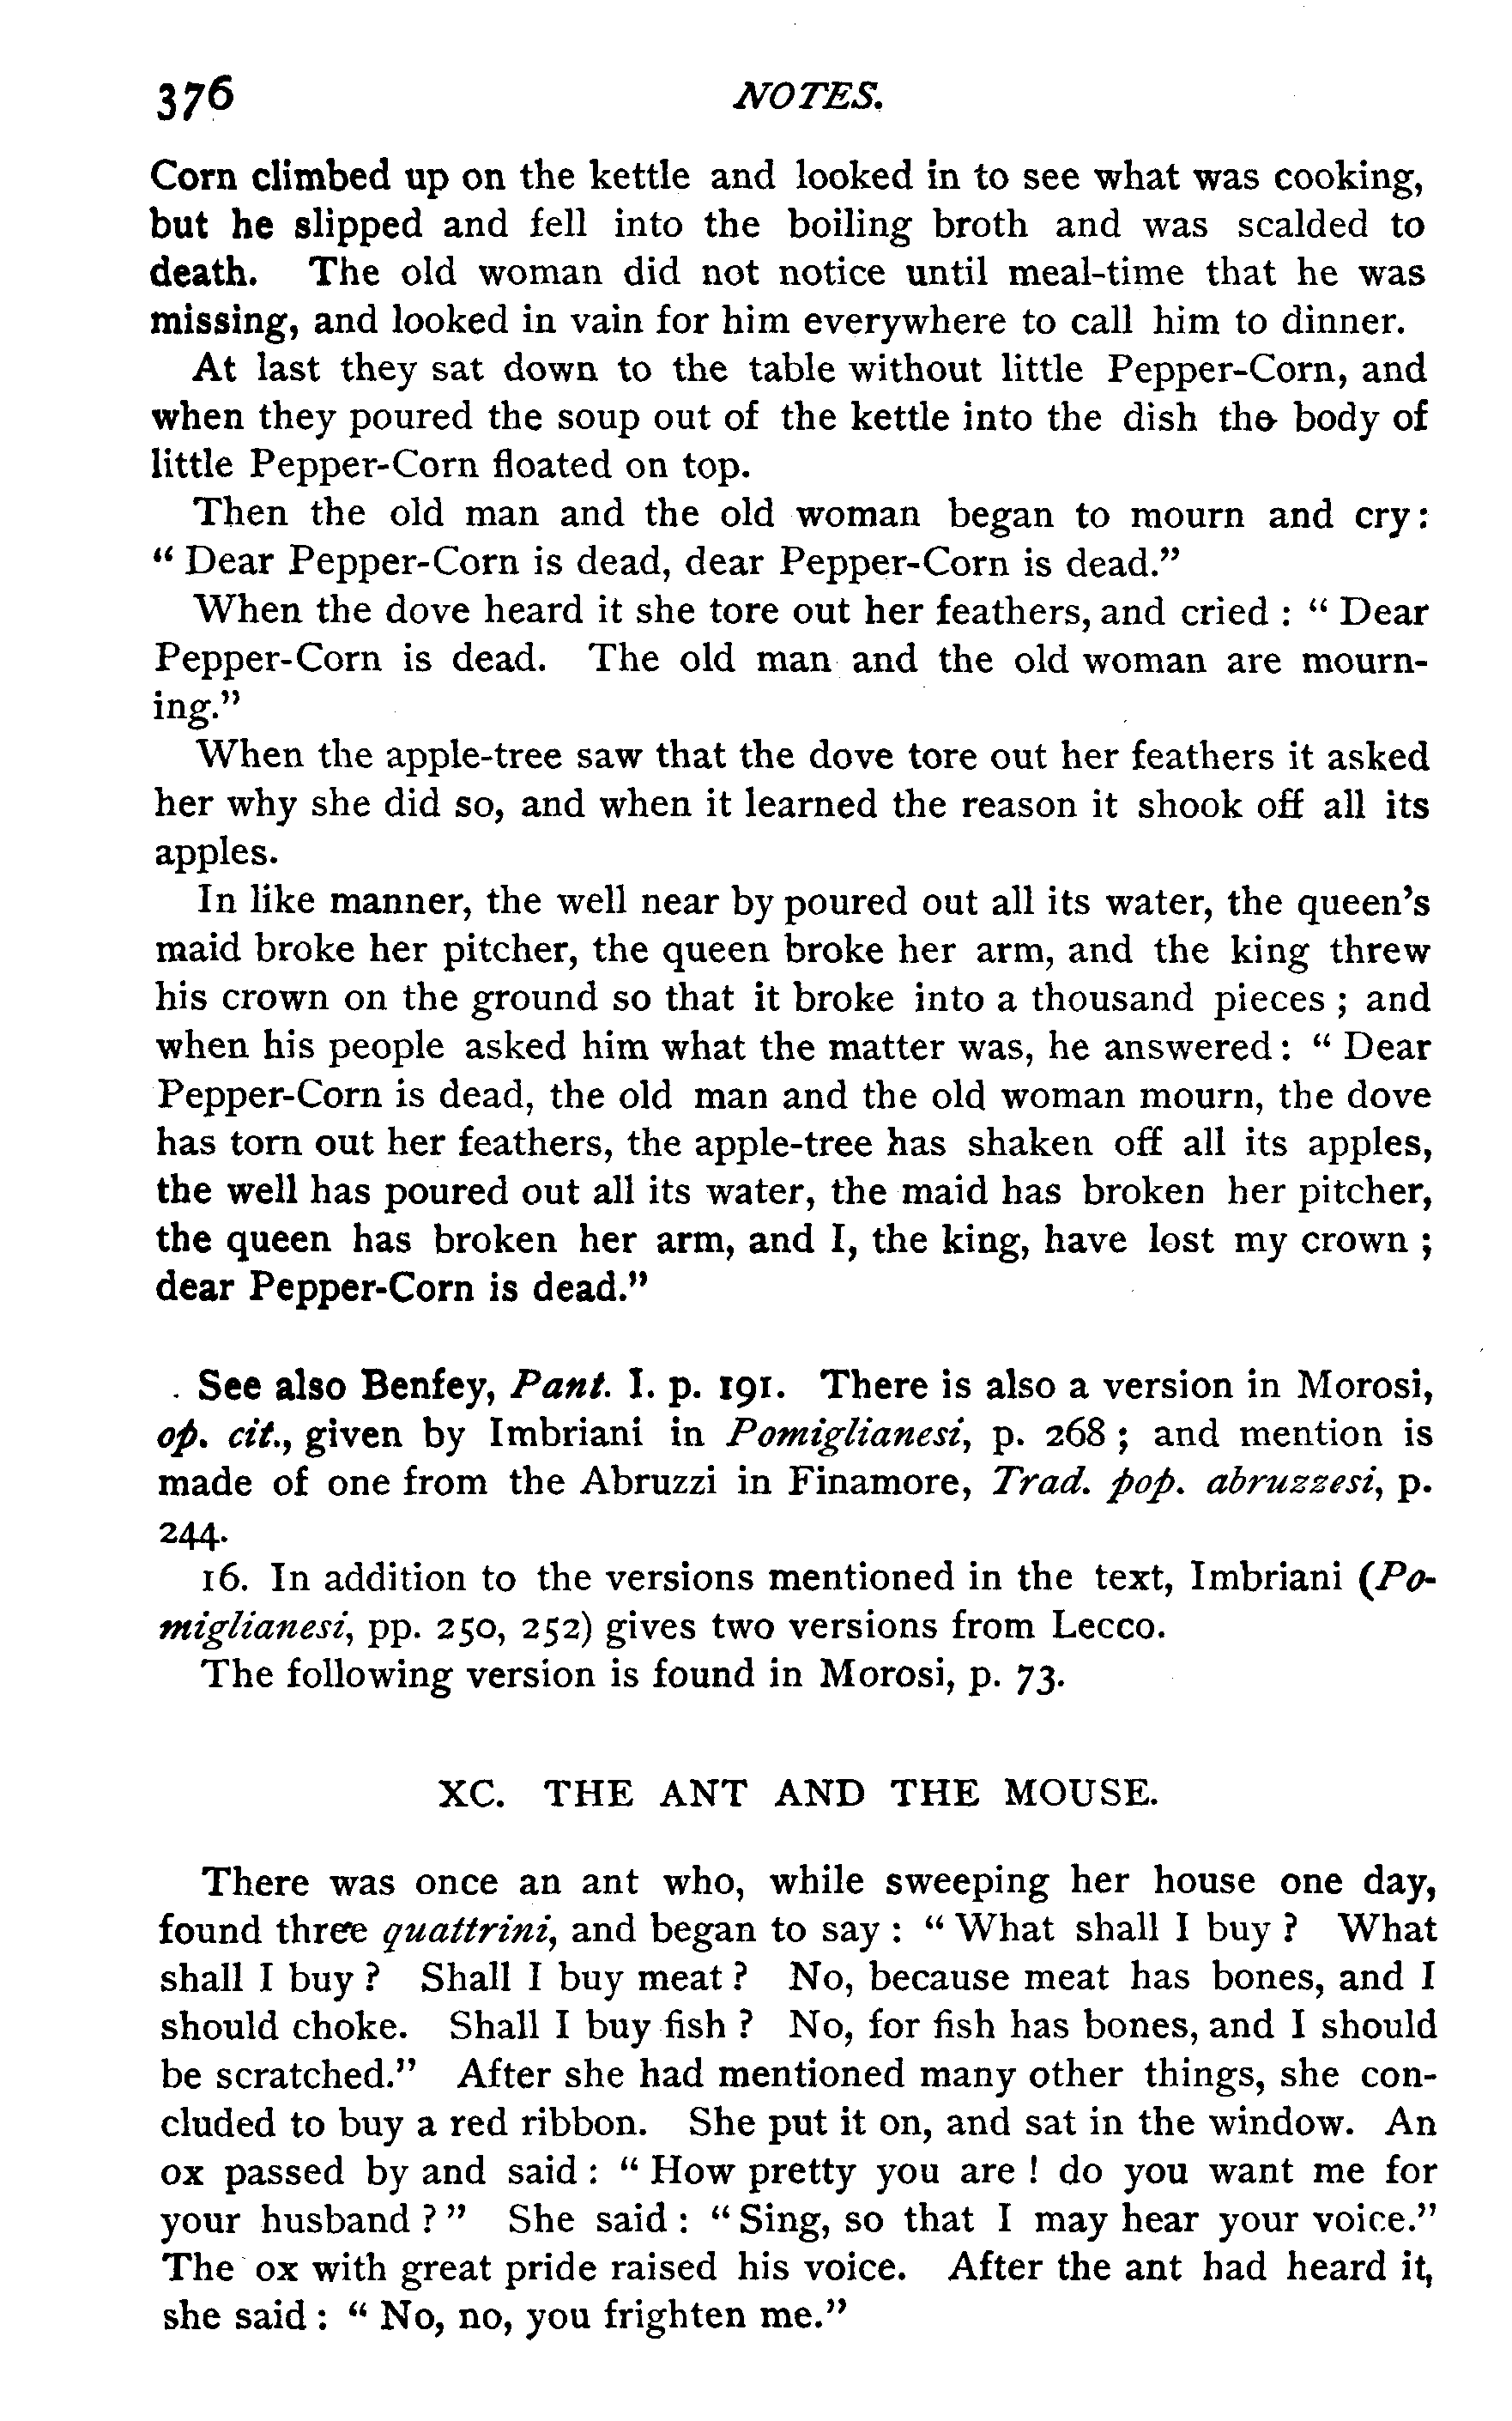 376 NOTES.
Corn climbed up on the kettle and looked in to see what was cooking,
but he slipped and fell into the boiling broth and was scalded to
death. The old woman did not notice until meal-time that he was
missing, and looked in vain for him everywhere to call him to dinner.
At last they sat down to the table without little Pepper-Corn, and
when they poured the soup out of the kettle into the dish the body of
little Pepper-Corn floated on top.
Then the old man and the old woman began to mourn and cry:
"Dear Pepper-Corn is dead, dear Pepper-Corn is dead."
When the dove heard it she tore out her feathers, and cried : "Dear
Pepper-Corn is dead. The old man and the old woman are mourn-
ing."
When the apple-tree saw that the dove tore out her feathers it asked
her why she did so, and when it learned the reason it shook off all its
apples.
In like manner, the well near by poured out all its water, the queen's
maid broke her pitcher, the queen broke her arm, and the king threw
his crown on the ground so that it broke into a thousand pieces ; and
when his people asked him what the matter was, he answered : "Dear
Pepper-Corn is dead, the old man and the old woman mourn, the dove
has torn out her feathers, the apple-tree has shaken off all its apples,
the well has poured out all its water, the maid has broken her pitcher,
the queen has broken her arm, and I, the king, have lost my crown ;
dear Pepper-Corn is dead."
See also Benfey, Pant. I. p. 191. There is also a version in Morosi,
op. cit., given by Imbriani in Pomiglianesi, p. 268 ; and mention is
made of one from the Abruzzi in Finamore, Trad. pop. abruzzesi, p.
244.
16. In addition to the versions mentioned in the text, Imbriani (Po-
miglianesi, pp. 250, 252) gives two versions from Lecco.
The following version is found in Morosi, p. 73.
XC. THE ANT AND THE MOUSE.
There was once an ant who, while sweeping her house one day,
found three quattrini, and began to say : "What shall I buy ? What
shall I buy ? Shall I buy meat ? No, because meat has bones, and I
should choke. Shall I buy fish ? No, for fish has bones, and I should
be scratched." After she had mentioned many other things, she con-
cluded to buy a red ribbon. She put it on, and sat in the window. An
ox passed by and said : "How pretty you are ! do you want me for
your husband ?" She said : "Sing, so that I may hear your voice."
The ox with great pride raised his voice. After the ant had heard it,
she said : "No, no, you frighten me."